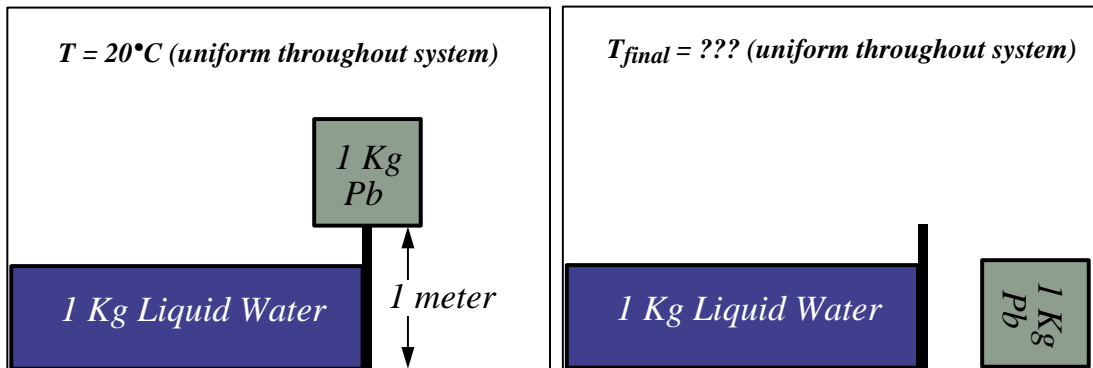 T = 20°C (uniform throughout system)
1 Kg
Pb
1 Kg Liquid Water
1 meter
T_final = ??? (uniform throughout system)
1 Kg Liquid Water
1 Kg
Pb